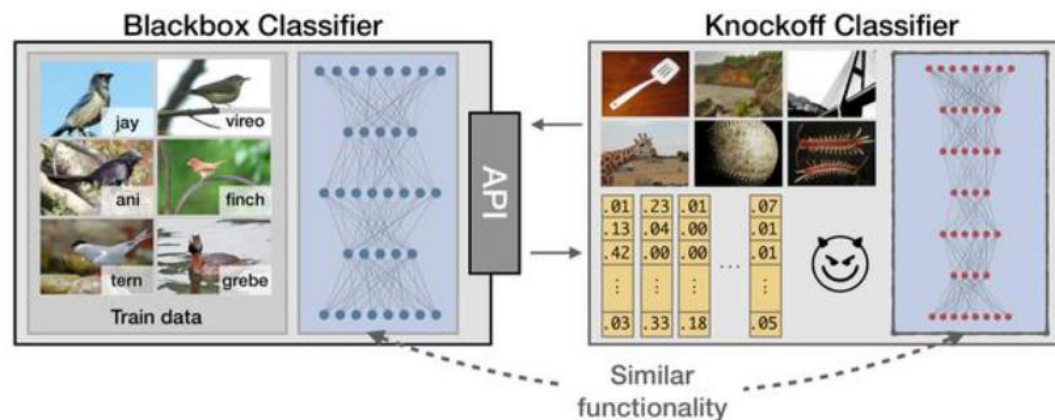 Blackbox Classifier
Knockoff Classifier
jay
vireo
ani
finch
tern
grebe
Train data
API
.01 .23 .01 .07
.13 .04 .00 .01
.42 .00 .00 .01
⋮ ⋮ ⋮ ... ⋮
.03 .33 .18 .05
Similar
functionality